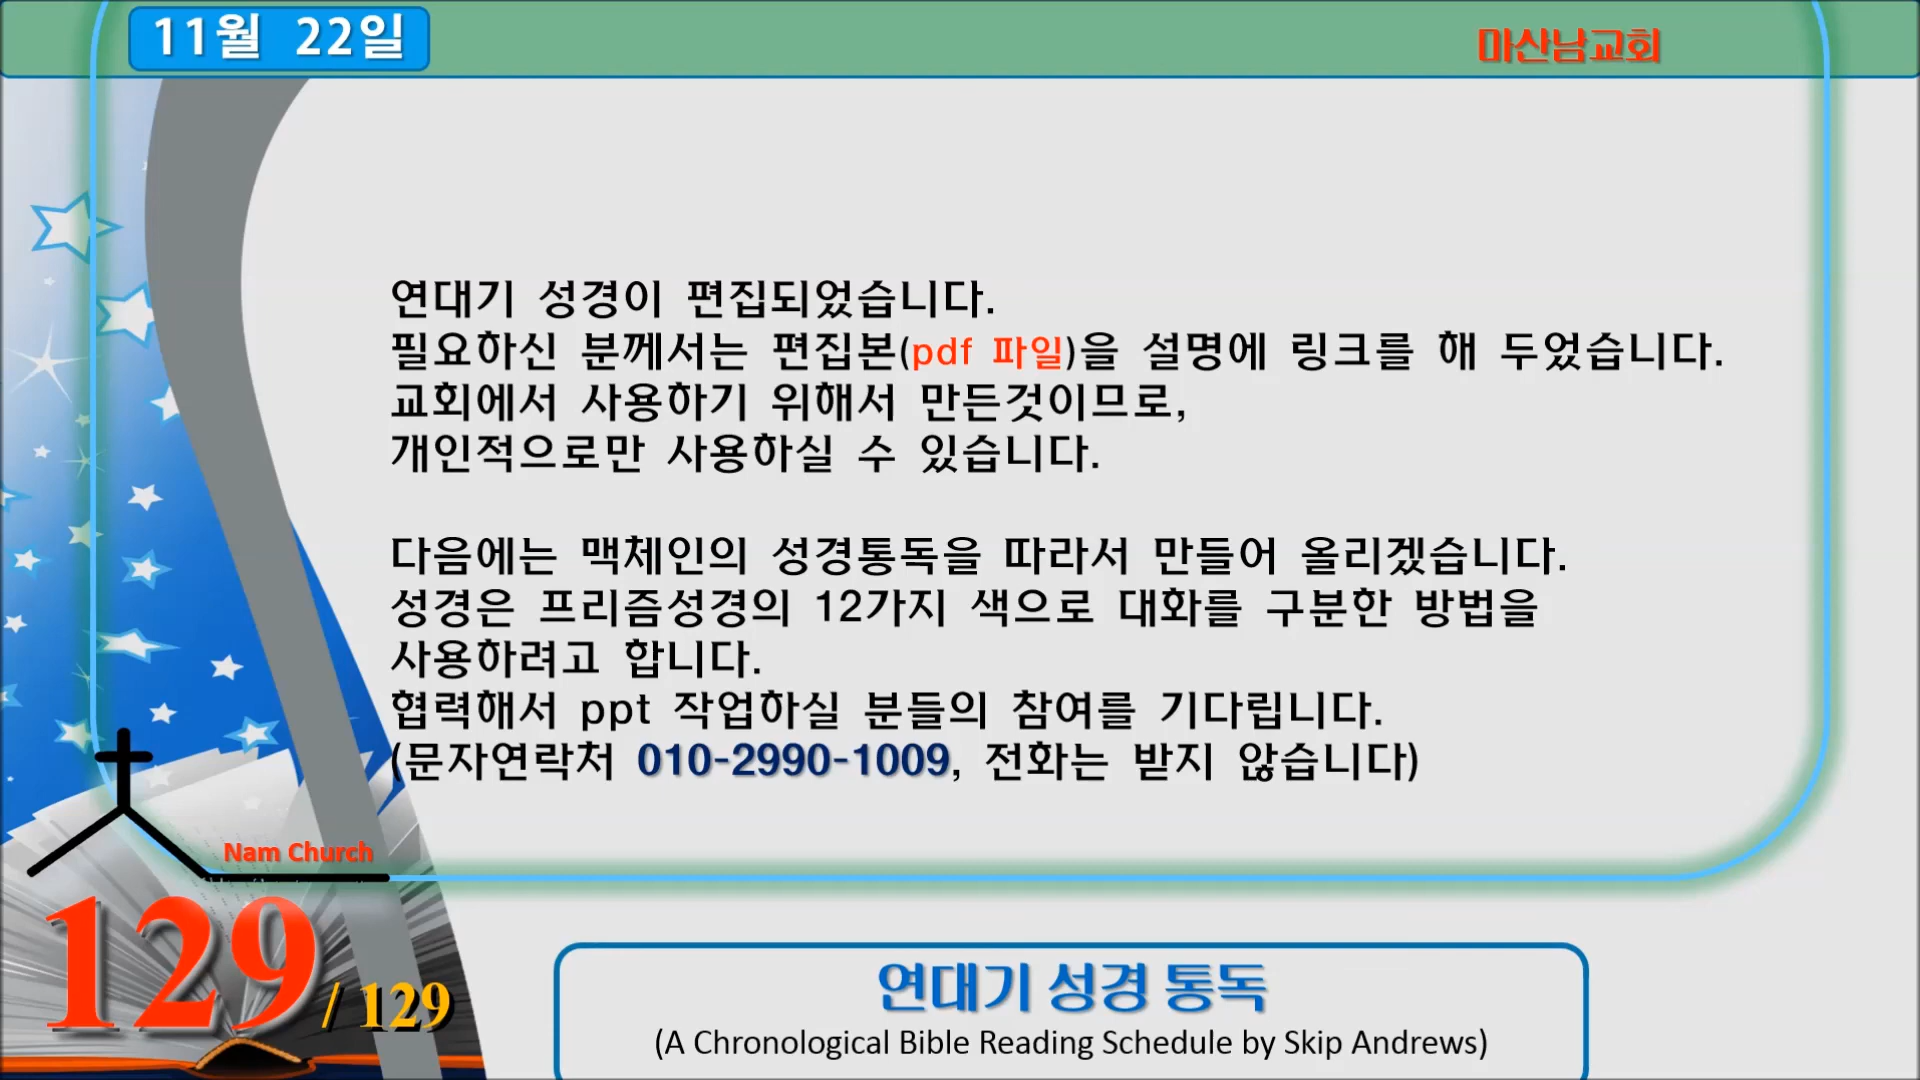 11월 22일
마산남교회
연대기 성경이 편집되었습니다.
필요하신 분께서는 편집본(pdf 파일)을 설명에 링크를 해 두었습니다.
교회에서 사용하기 위해서 만든것이므로,
개인적으로만 사용하실 수 있습니다.
다음에는 맥체인의 성경통독을 따라서 만들어 올리겠습니다.
성경은 프리즘성경의 12가지 색으로 대화를 구분한 방법을
사용하려고 합니다.
협력해서 ppt 작업하실 분들의 참여를 기다립니다.
(문자연락처 010-2990-1009, 전화는 받지 않습니다)
Nam Church
129 / 129
연대기 성경 통독
(A Chronological Bible Reading Schedule by Skip Andrews)